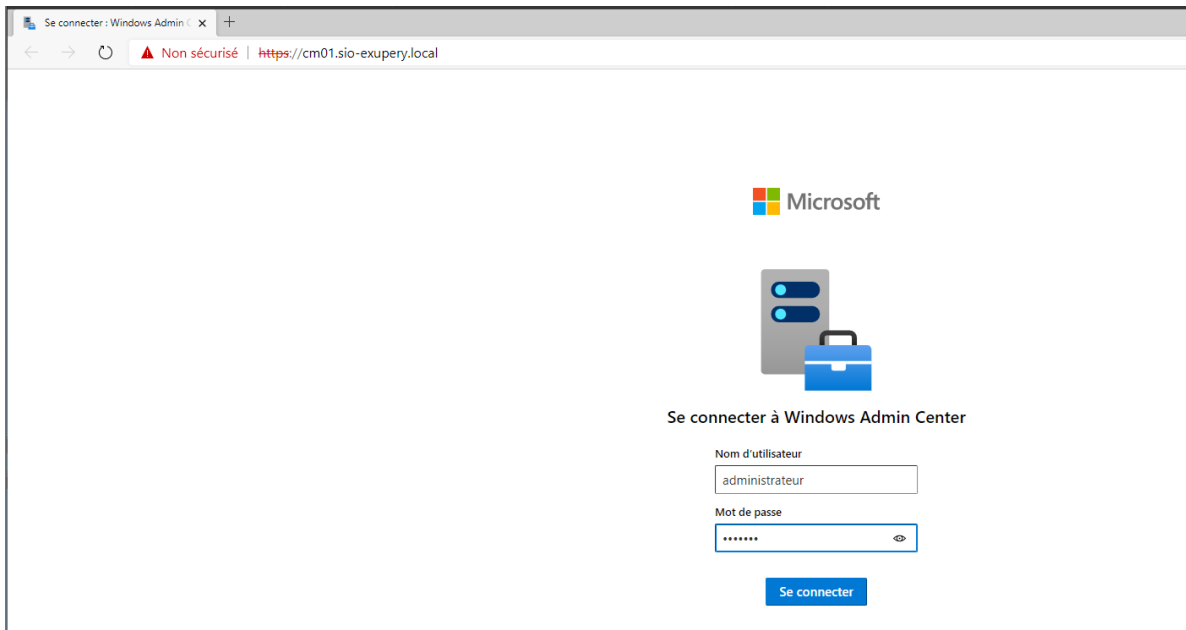 Se connecter : Windows Admin C
Non sécurisé | https://cm01.sio-exupery.local
Microsoft
Se connecter à Windows Admin Center
Nom d'utilisateur
administrateur
Mot de passe
•••••••
Se connecter